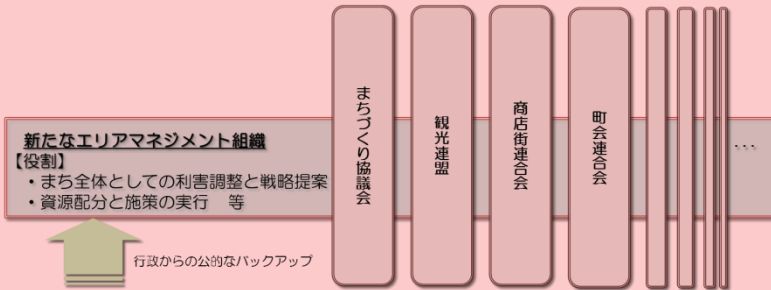 新たなエリアマネジメント組織
【役割】
・まち全体としての利害調整と戦略提案
・資源配分と施策の実行　等
行政からの公的なバックアップ
まちづくり協議会
観光連盟
商店街連合会
町会連合会
...